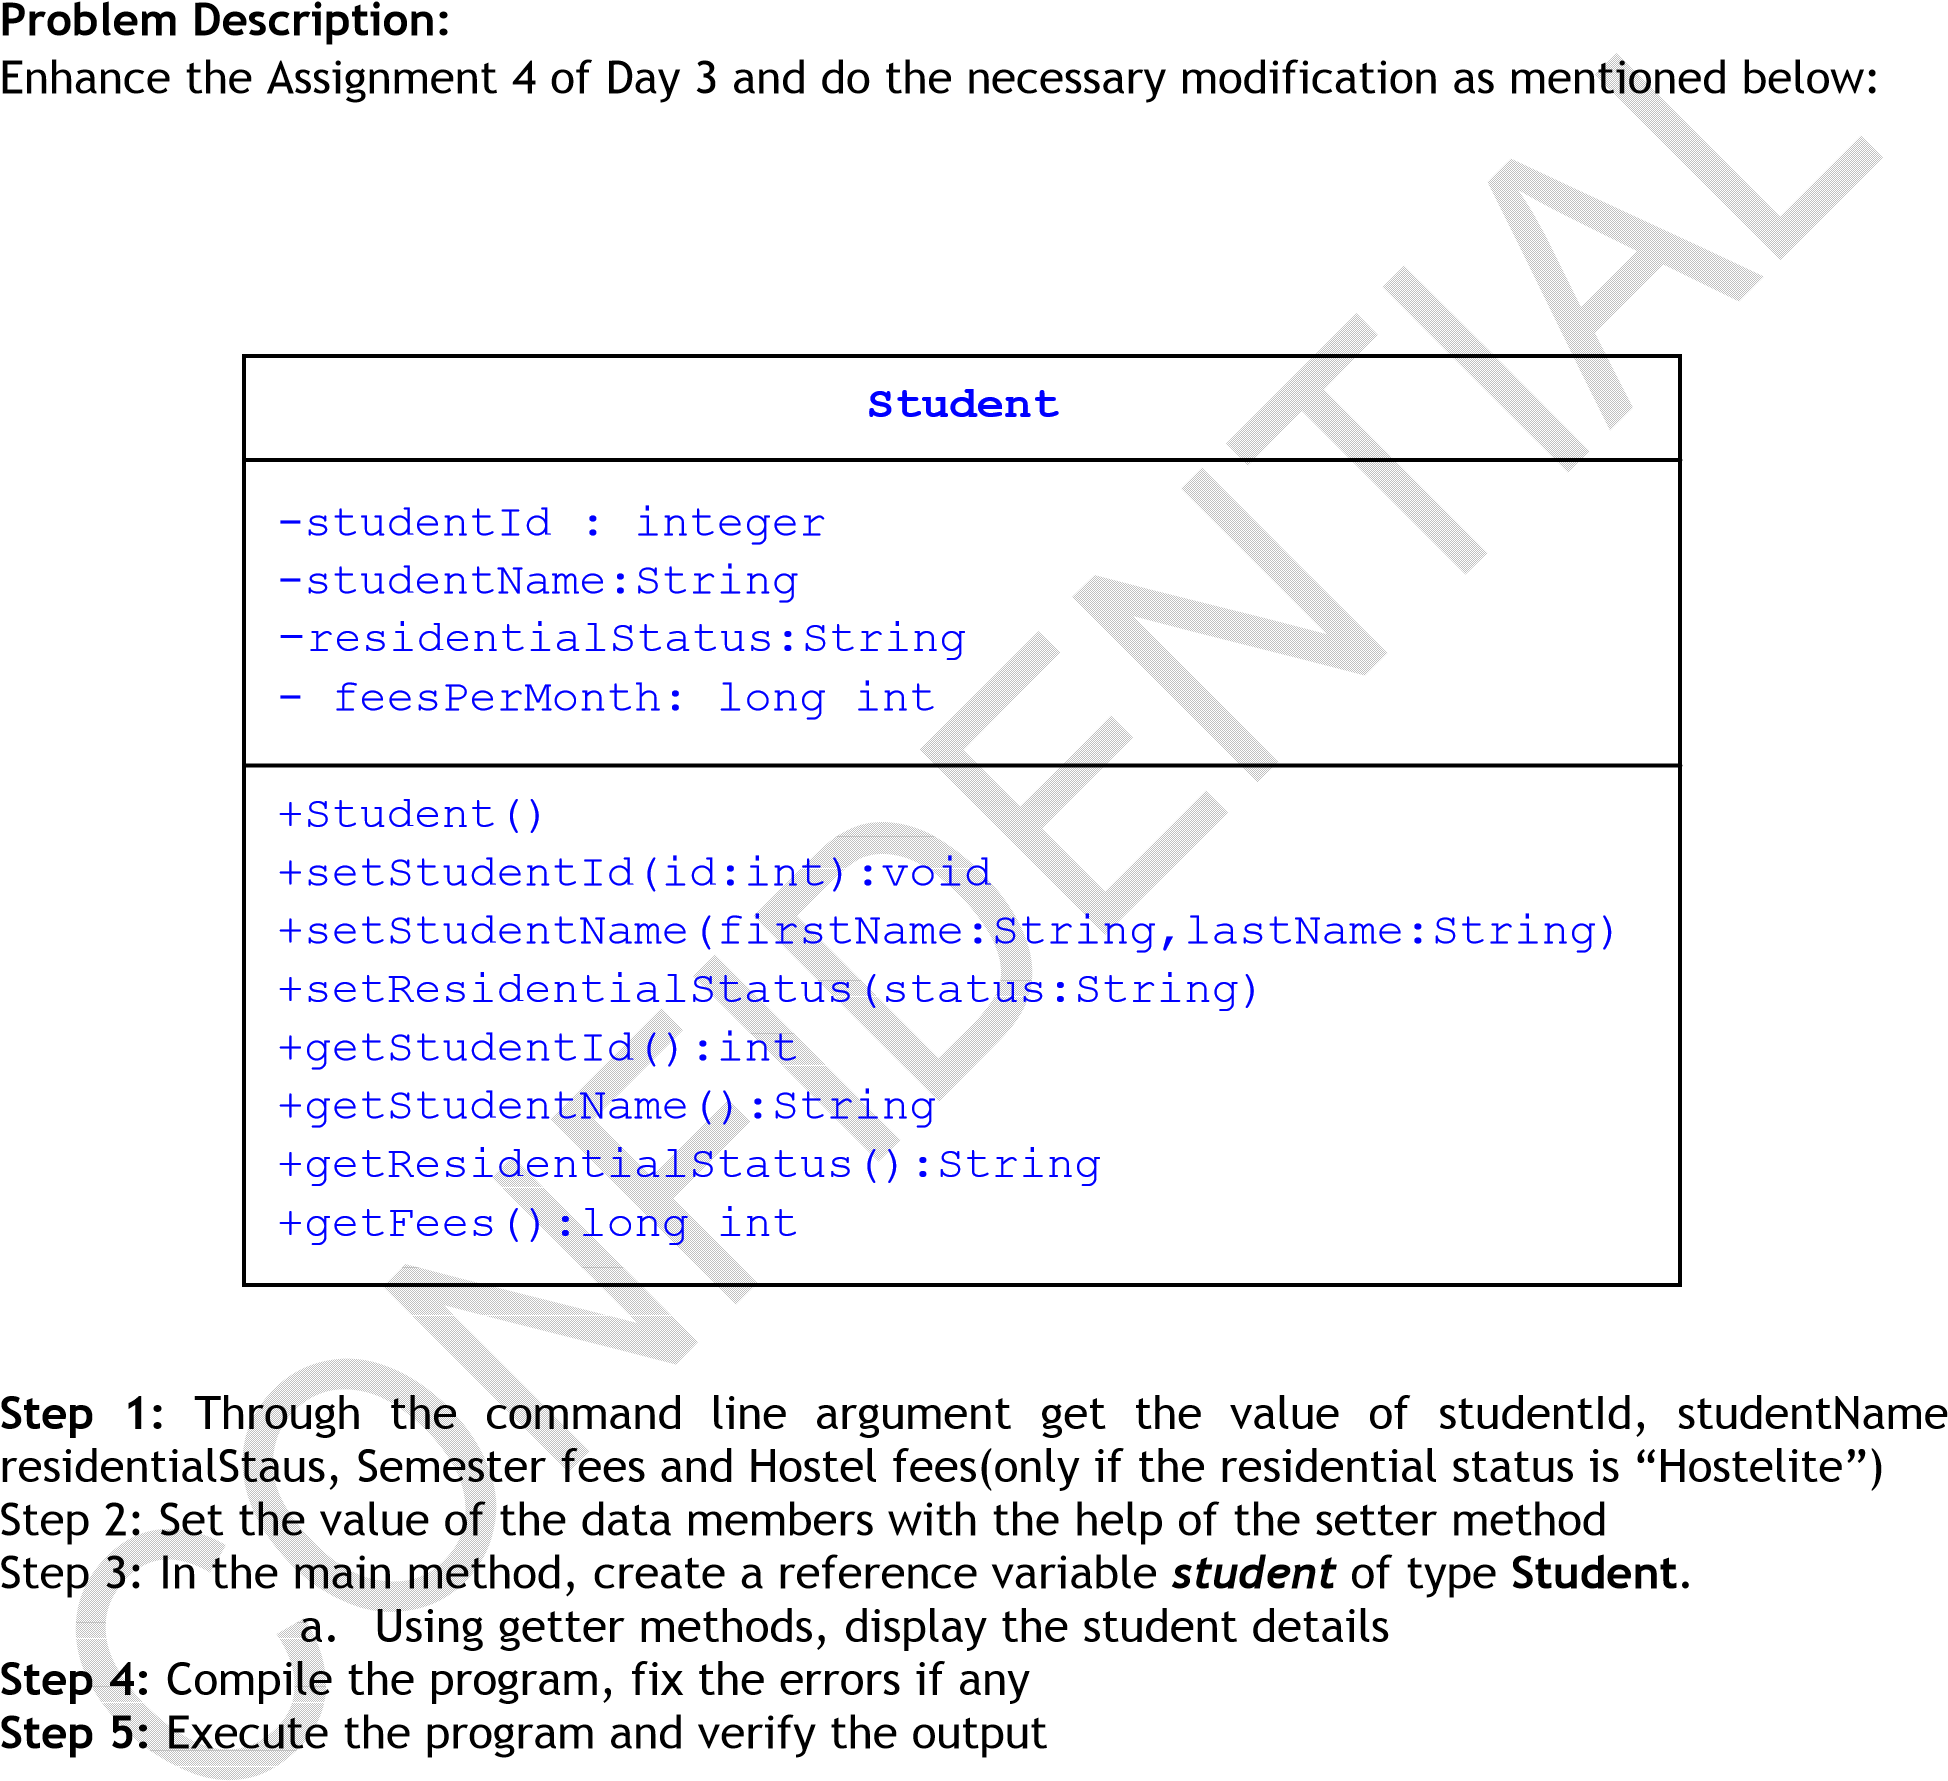 Problem Description:
Enhance the Assignment 4 of Day 3 and do the necessary modification as mentioned below:
Student
-studentId : integer
-studentName:String
-residentialStatus:String
- feesPerMonth: long int
+Student()
+setStudentId(id:int):void
+setStudentName(firstName:String,lastName:String)
+setResidentialStatus(status:String)
+getStudentId():int
+getStudentName():String
+getResidentialStatus():String
+getFees():long int
Step 1: Through the command line argument get the value of studentId, studentName
residentialStaus, Semester fees and Hostel fees(only if the residential status is “Hostelite”)
Step 2: Set the value of the data members with the help of the setter method
Step 3: In the main method, create a reference variable student of type Student.
a. Using getter methods, display the student details
Step 4: Compile the program, fix the errors if any
Step 5: Execute the program and verify the output
CONFIDENTIAL